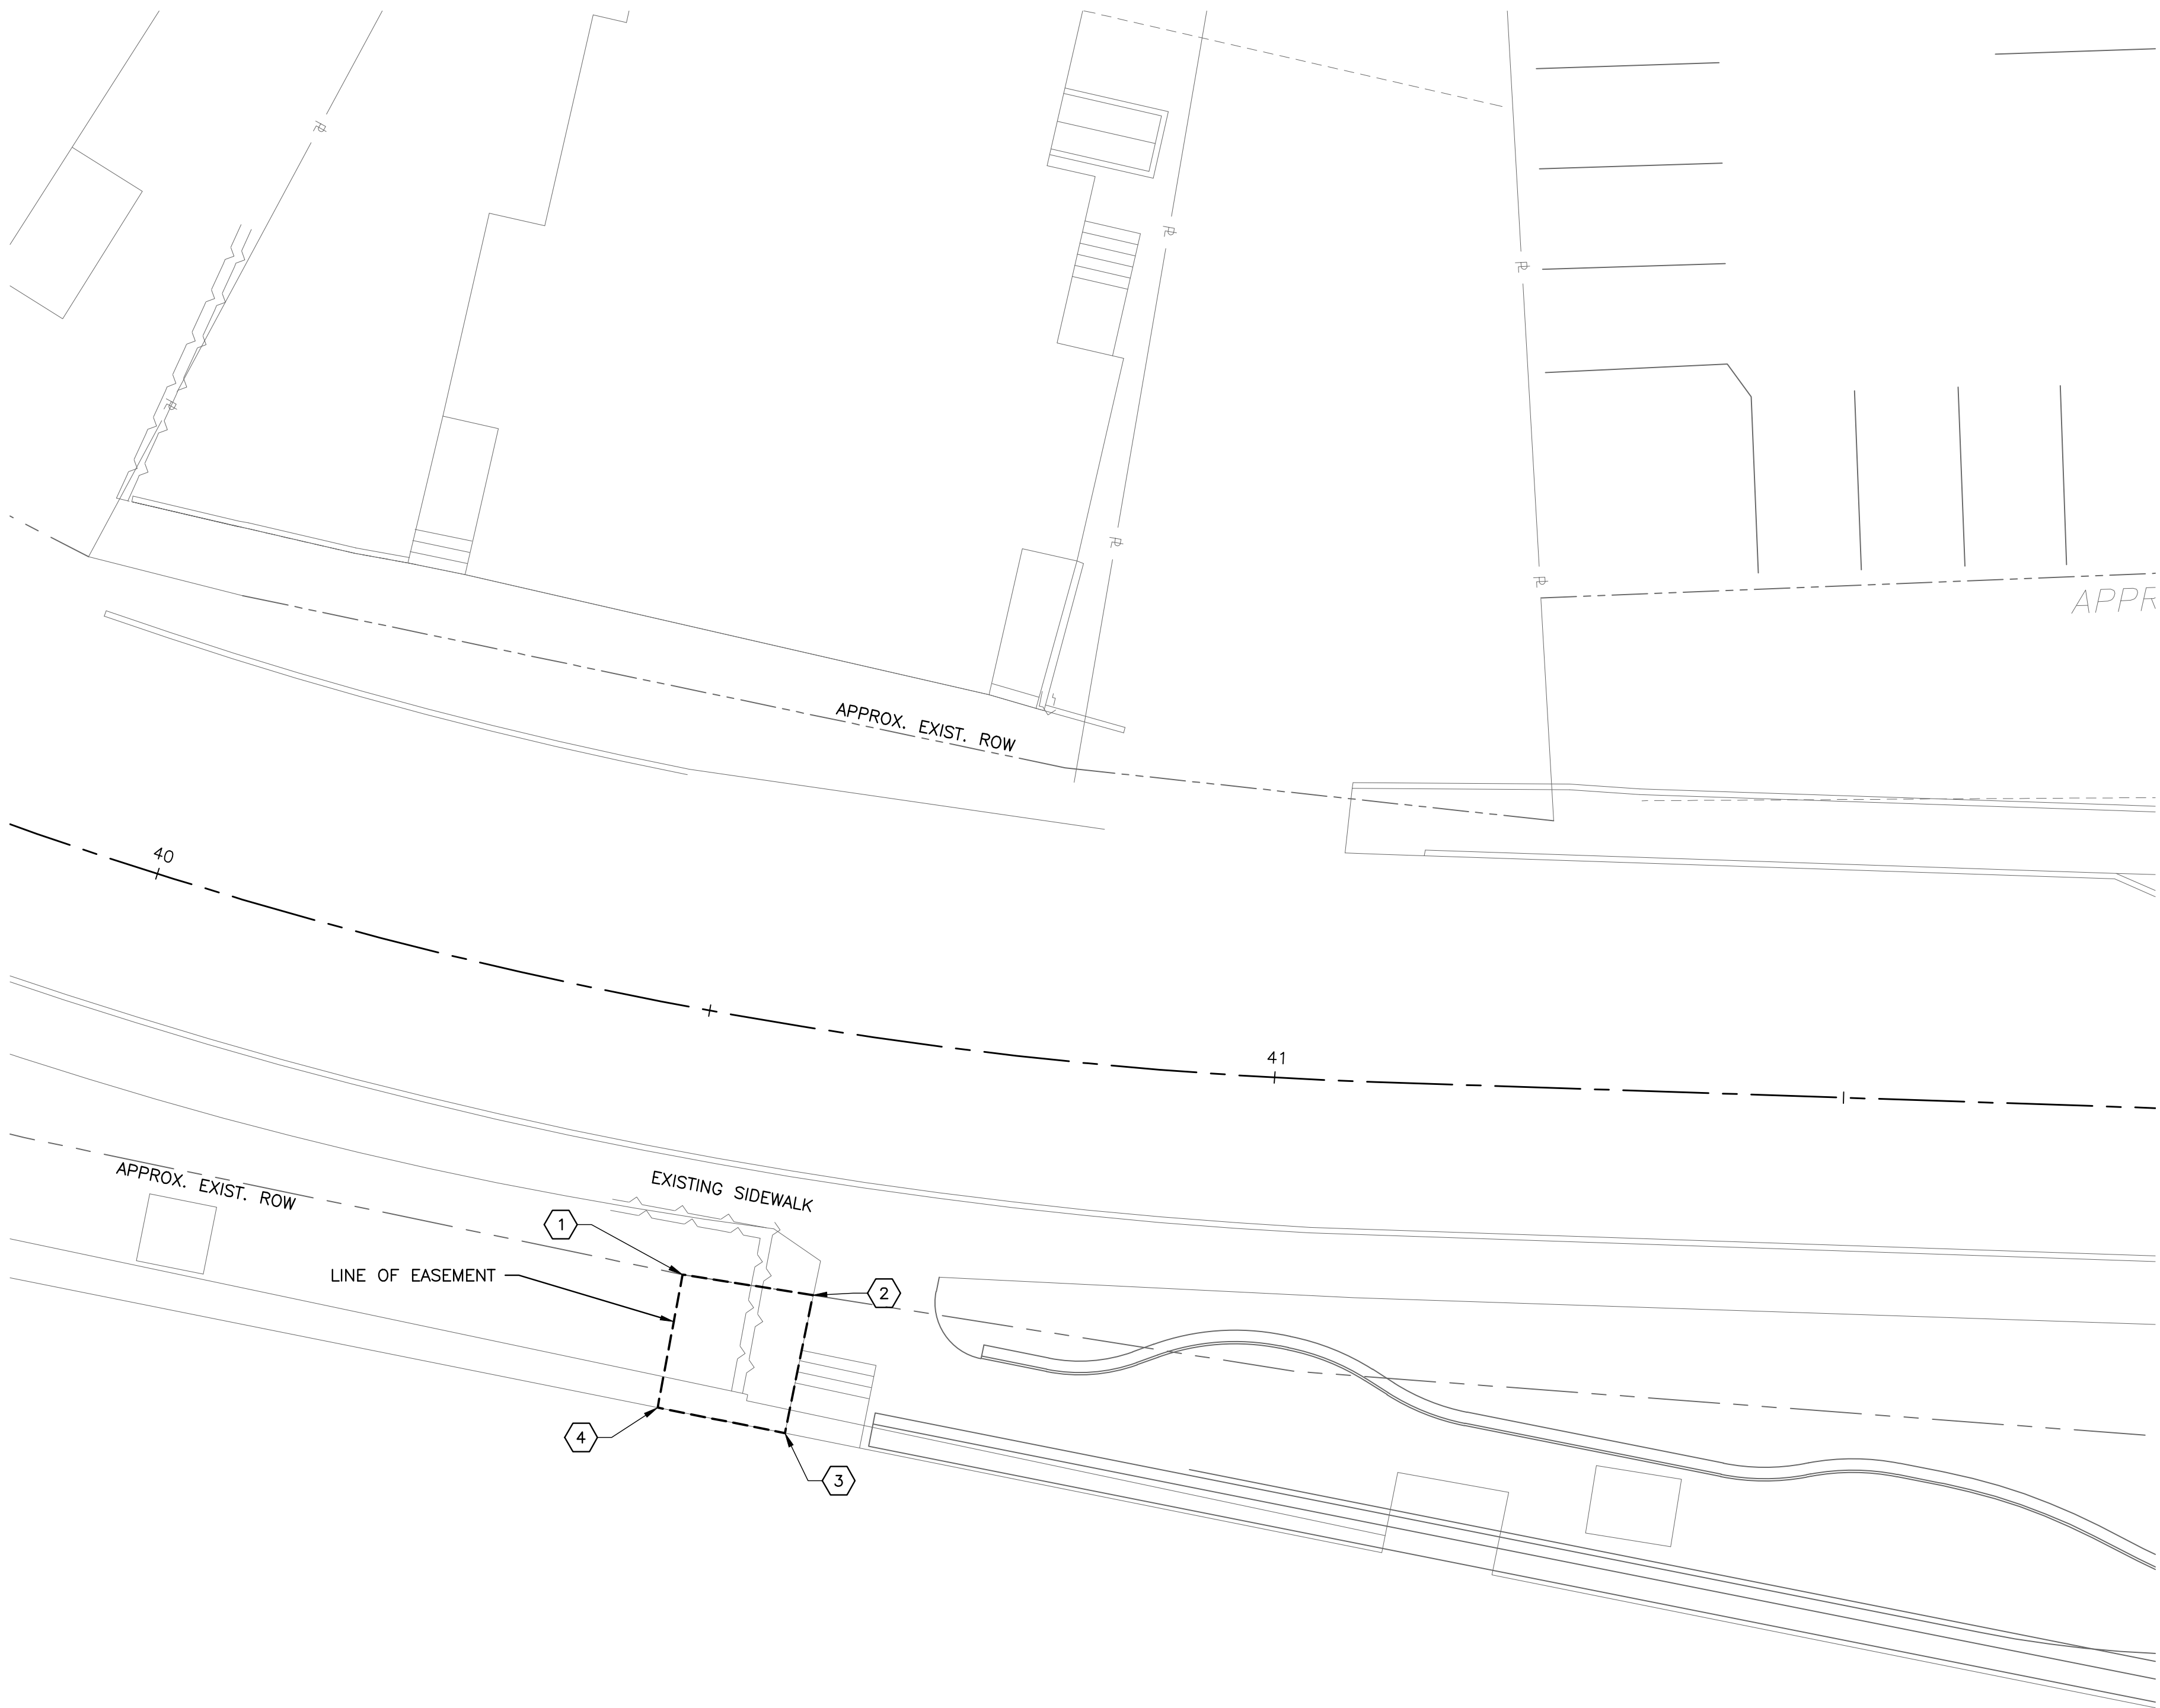 APPR
APPROX. EXIST. ROW
40
41
APPROX. EXIST. ROW
EXISTING SIDEWALK
1
LINE OF EASEMENT
2
4
3